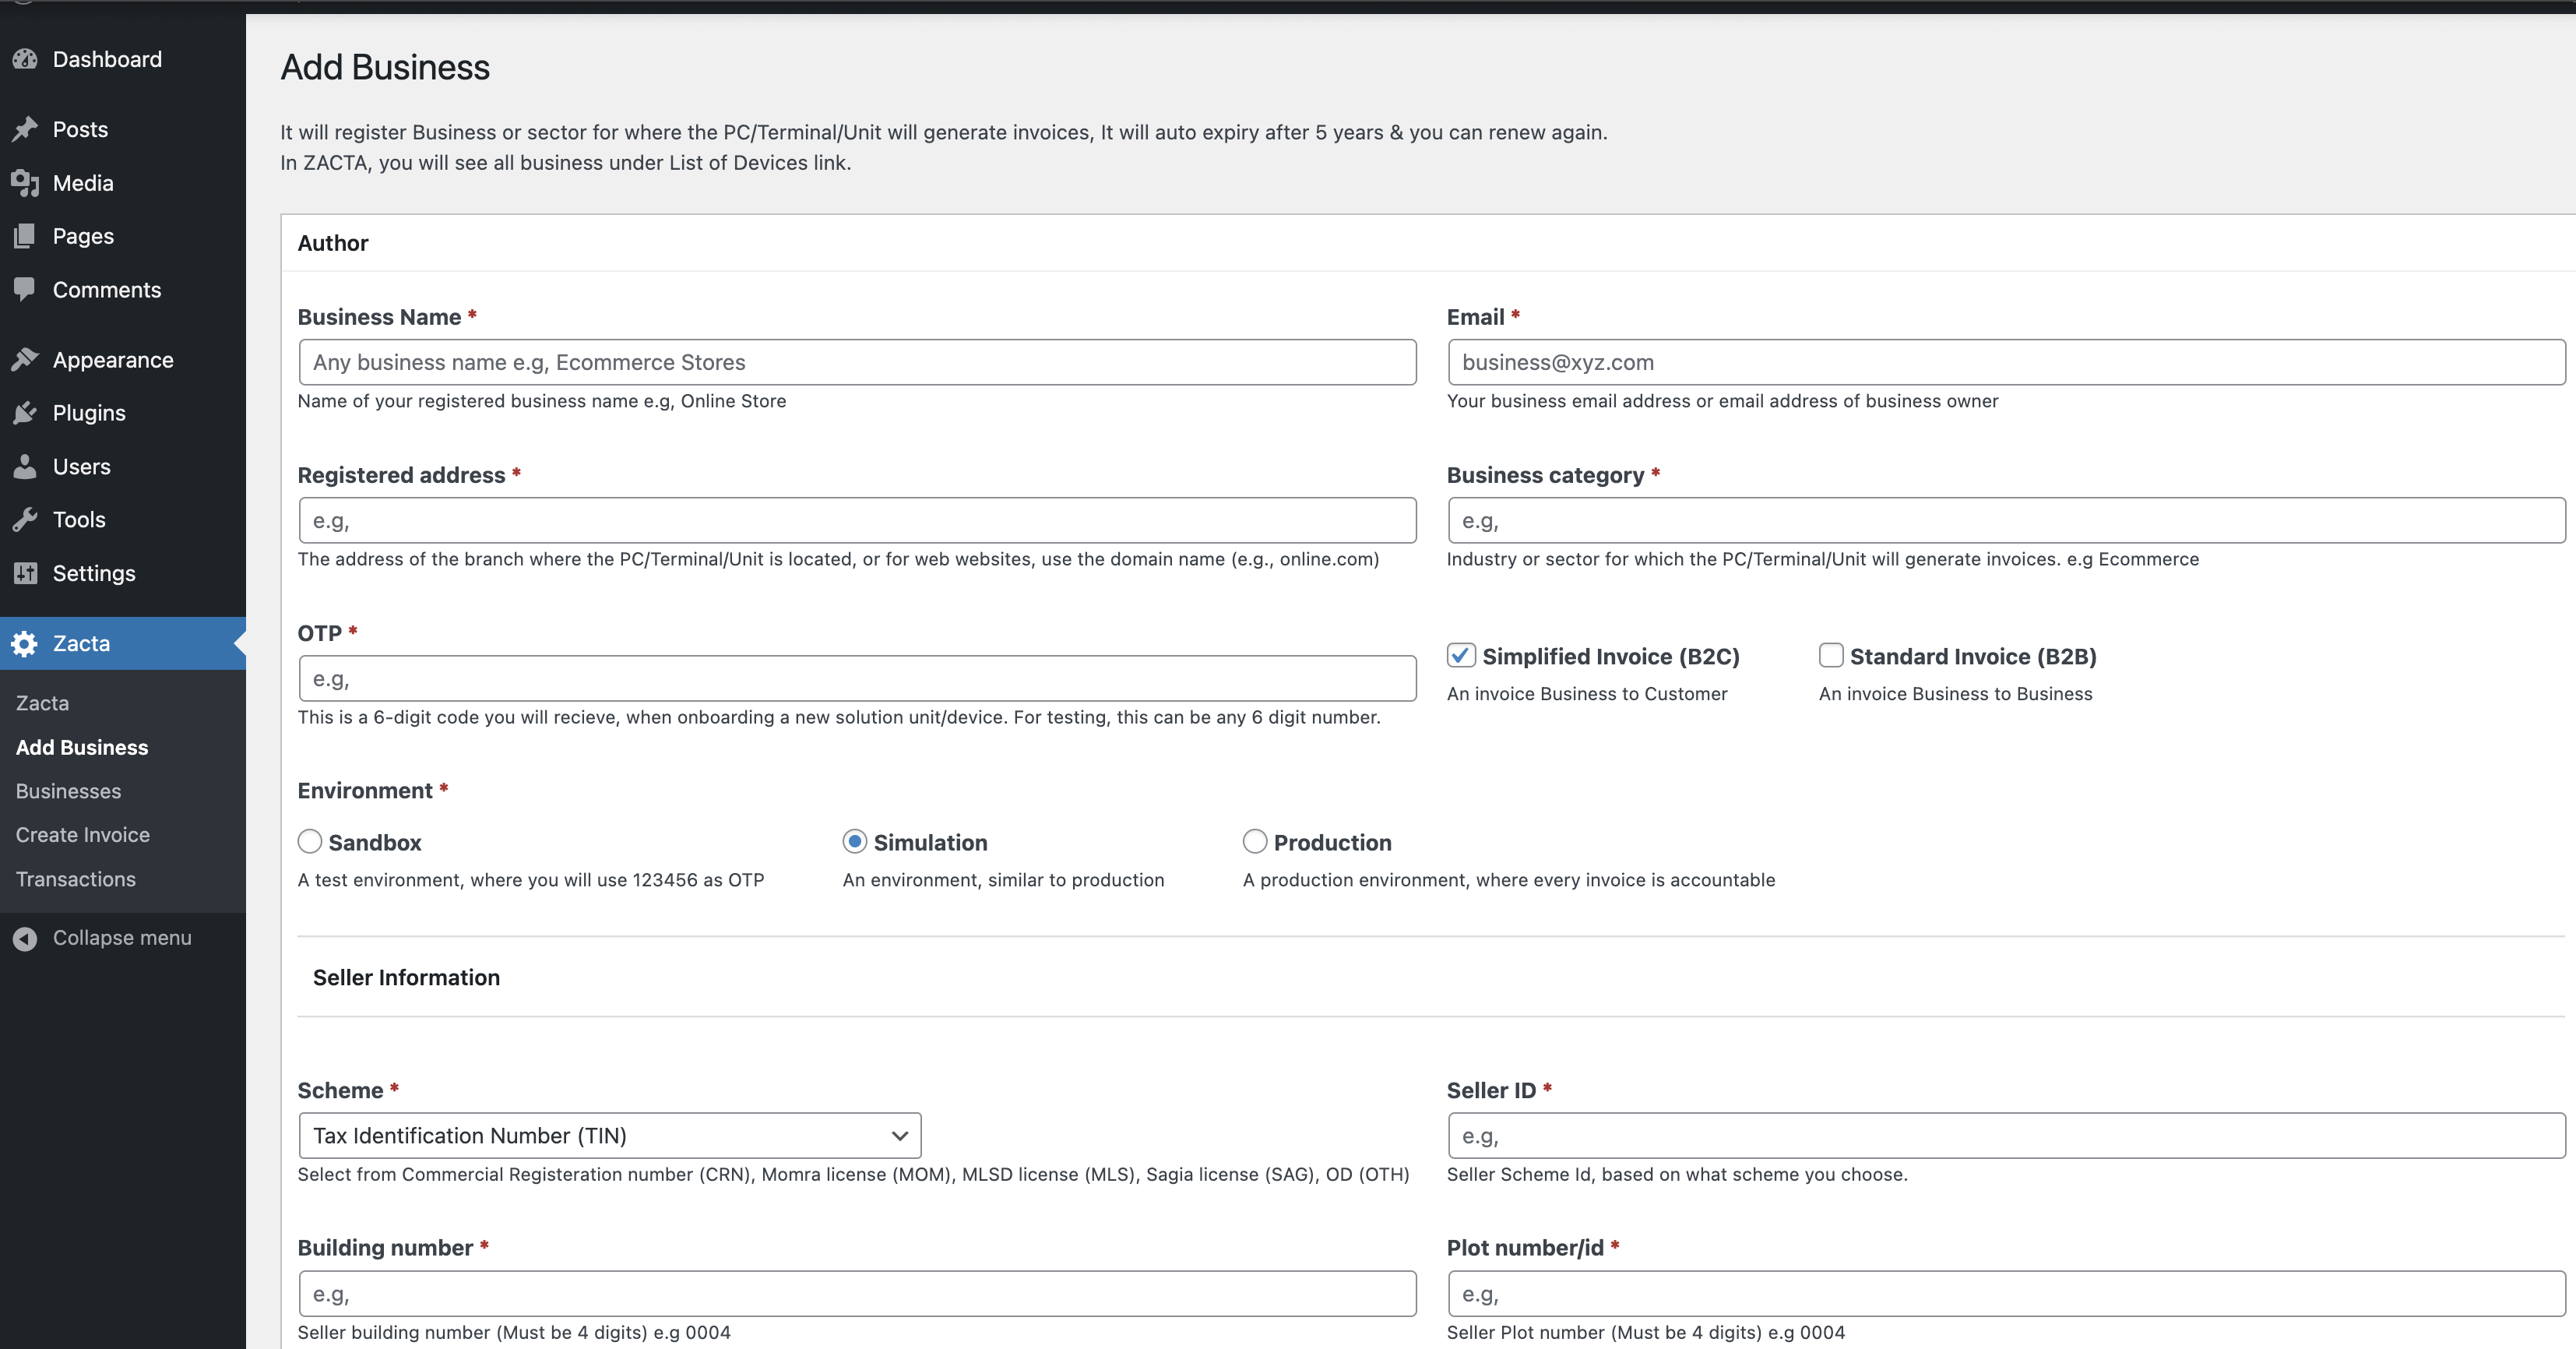 Dashboard
Posts
Media
Pages
Comments
Appearance
Plugins
Users
Tools
Settings
Zacta
Zacta
Add Business
Businesses
Create Invoice
Transactions
Collapse menu
Add Business
It will register Business or sector for where the PC/Terminal/Unit will generate invoices, It will auto expiry after 5 years & you can renew again.
In ZACTA, you will see all business under List of Devices link.
Author
Business Name *
Any business name e.g, Ecommerce Stores
Name of your registered business name e.g, Online Store
Email *
business@xyz.com
Your business email address or email address of business owner
Registered address *
e.g,
The address of the branch where the PC/Terminal/Unit is located, or for web websites, use the domain name (e.g., online.com)
Business category *
e.g,
Industry or sector for which the PC/Terminal/Unit will generate invoices. e.g Ecommerce
OTP *
e.g,
This is a 6-digit code you will recieve, when onboarding a new solution unit/device. For testing, this can be any 6 digit number.
Simplified Invoice (B2C)
An invoice Business to Customer
Standard Invoice (B2B)
An invoice Business to Business
Environment *
Sandbox
A test environment, where you will use 123456 as OTP
Simulation
An environment, similar to production
Production
A production environment, where every invoice is accountable
Seller Information
Scheme *
Tax Identification Number (TIN)
Select from Commercial Registeration number (CRN), Momra license (MOM), MLSD license (MLS), Sagia license (SAG), OD (OTH)
Seller ID *
e.g,
Seller Scheme Id, based on what scheme you choose.
Building number *
e.g,
Seller building number (Must be 4 digits) e.g 0004
Plot number/id *
e.g,
Seller Plot number (Must be 4 digits) e.g 0004